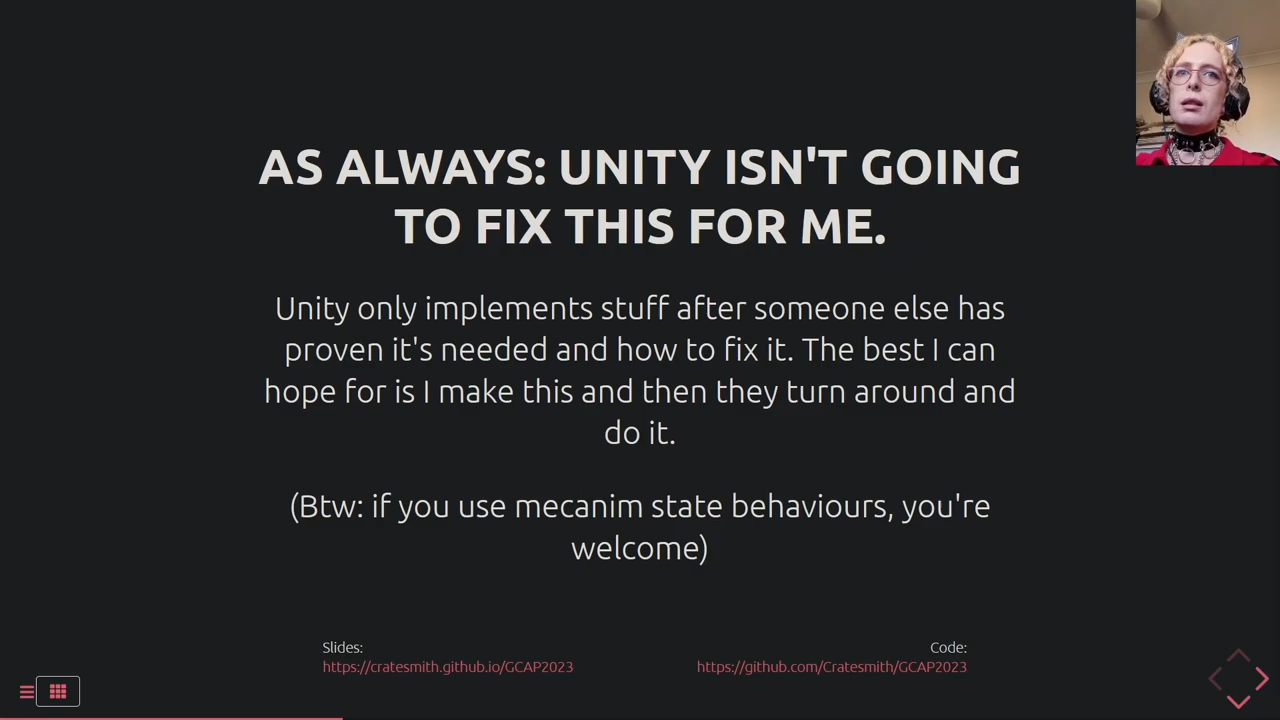 AS ALWAYS: UNITY ISN'T GOING
TO FIX THIS FOR ME.
Unity only implements stuff after someone else has
proven it's needed and how to fix it. The best I can
hope for is I make this and then they turn around and
do it.
(Btw: if you use mecanim state behaviours, you're
welcome)
Slides:
https://cratesmith.github.io/GCAP2023
Code:
https://github.com/Cratesmith/GCAP2023